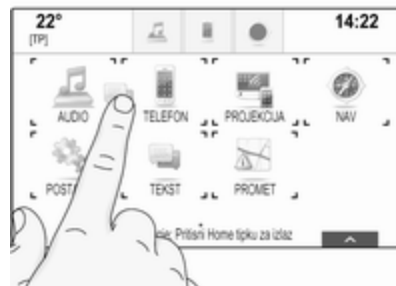 22° 14:22
[TP]
AUDIO TELEFON PROJEKCIJA NAV
TEKST PROMET
Pritisni Home tipku za izlaz